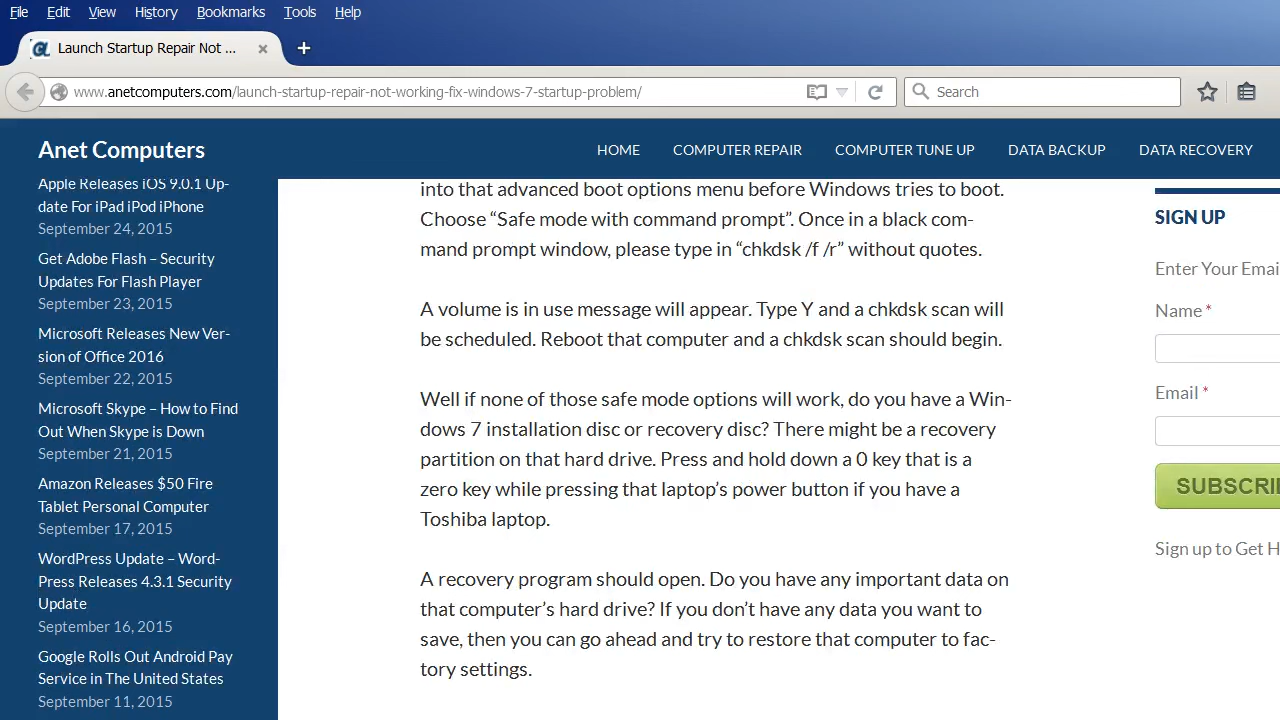 File Edit View History Bookmarks Tools Help
Launch Startup Repair Not ...
www.anetcomputers.com/launch-startup-repair-not-working-fix-windows-7-startup-problem/
Search
Anet Computers
HOME COMPUTER REPAIR COMPUTER TUNE UP DATA BACKUP DATA RECOVERY
Apple Releases iOS 9.0.1 Up-
date For iPad iPod iPhone
September 24, 2015
Get Adobe Flash – Security
Updates For Flash Player
September 23, 2015
Microsoft Releases New Ver-
sion of Office 2016
September 22, 2015
Microsoft Skype – How to Find
Out When Skype is Down
September 21, 2015
Amazon Releases $50 Fire
Tablet Personal Computer
September 17, 2015
WordPress Update – Word-
Press Releases 4.3.1 Security
Update
September 16, 2015
Google Rolls Out Android Pay
Service in The United States
September 11, 2015
into that advanced boot options menu before Windows tries to boot.
Choose “Safe mode with command prompt”. Once in a black com-
mand prompt window, please type in “chkdsk /f /r” without quotes.
A volume is in use message will appear. Type Y and a chkdsk scan will
be scheduled. Reboot that computer and a chkdsk scan should begin.
Well if none of those safe mode options will work, do you have a Win-
dows 7 installation disc or recovery disc? There might be a recovery
partition on that hard drive. Press and hold down a 0 key that is a
zero key while pressing that laptop’s power button if you have a
Toshiba laptop.
A recovery program should open. Do you have any important data on
that computer’s hard drive? If you don’t have any data you want to
save, then you can go ahead and try to restore that computer to fac-
tory settings.
SIGN UP
Enter Your Emai
Name *
Email *
SUBSCRI
Sign up to Get H